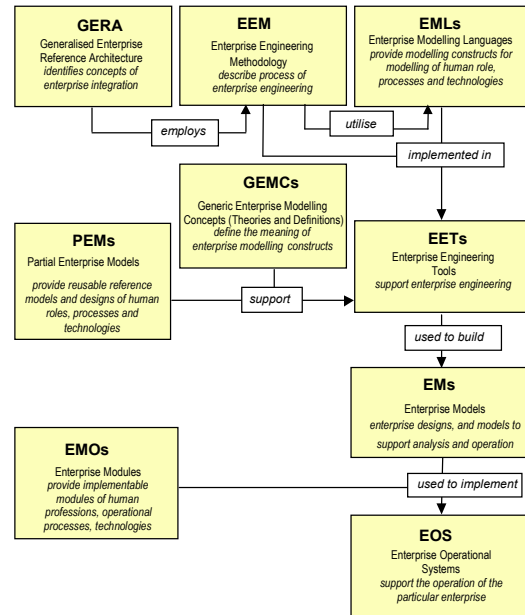 GERA
Generalised Enterprise
Reference Architecture
identifies concepts of
enterprise integration
EEM
Enterprise Engineering
Methodology
describe process of
enterprise engineering
EMLs
Enterprise Modelling Languages
provide modelling constructs for
modelling of human role,
processes and technologies
employs
utilise
implemented in
GEMCs
Generic Enterprise Modelling
Concepts (Theories and Definitions)
define the meaning of
enterprise modelling constructs
PEMs
Partial Enterprise Models
provide reusable reference
models and designs of human
roles, processes and
technologies
EETs
Enterprise Engineering
Tools
support enterprise engineering
support
used to build
EMs
Enterprise Models
enterprise designs, and models to
support analysis and operation
EMOs
Enterprise Modules
provide implementable
modules of human
professions, operational
processes, technologies
used to implement
EOS
Enterprise Operational
Systems
support the operation of the
particular enterprise